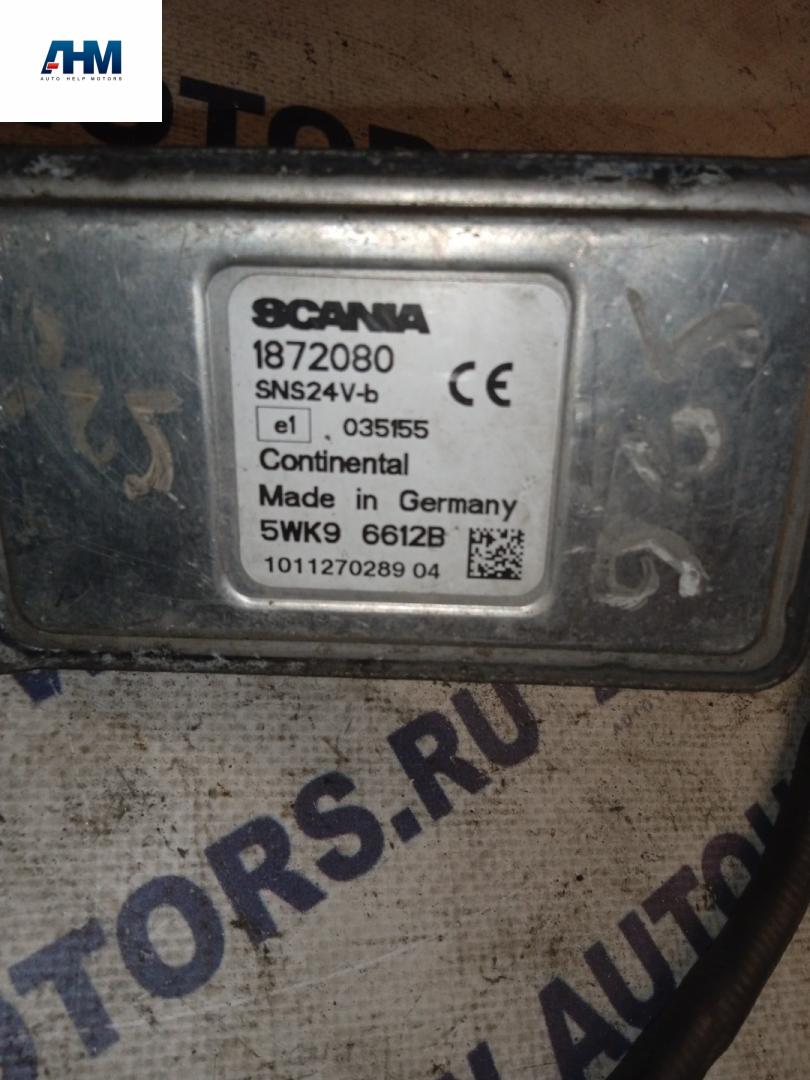 AHM
AUTO HELP MOTORS
SCANIA
1872080
CE
SNS24V-b
e1 035155
Continental
Made in Germany
5WK9 6612B
1011270289 04
MOTORS.RU